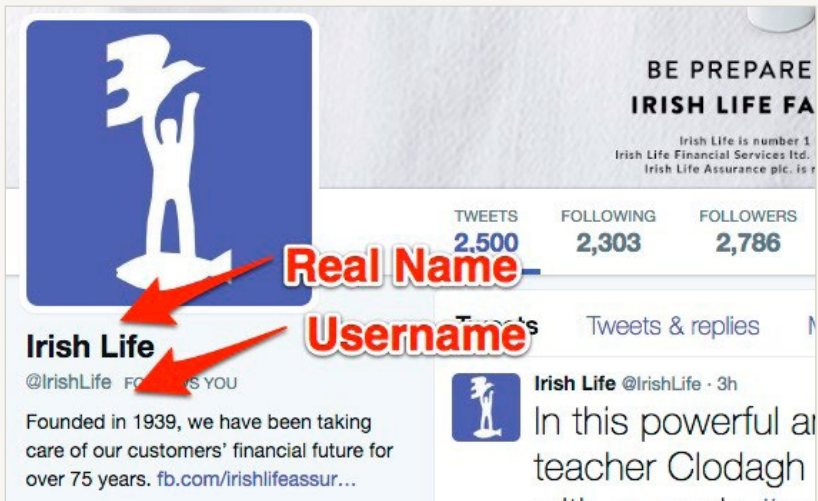 BE PREPARE
IRISH LIFE FA
Irish Life is number 1
Irish Life Financial Services ltd.
Irish Life Assurance plc. is r
TWEETS FOLLOWING FOLLOWERS
2,500 2,303 2,786
Real Name
Username
Irish Life
@IrishLife YOU
Founded in 1939, we have been taking
care of our customers' financial future for
over 75 years. fb.com/irishlifeassur…
Tweets Tweets & replies
Irish Life @IrishLife · 3h
In this powerful a
teacher Clodagh